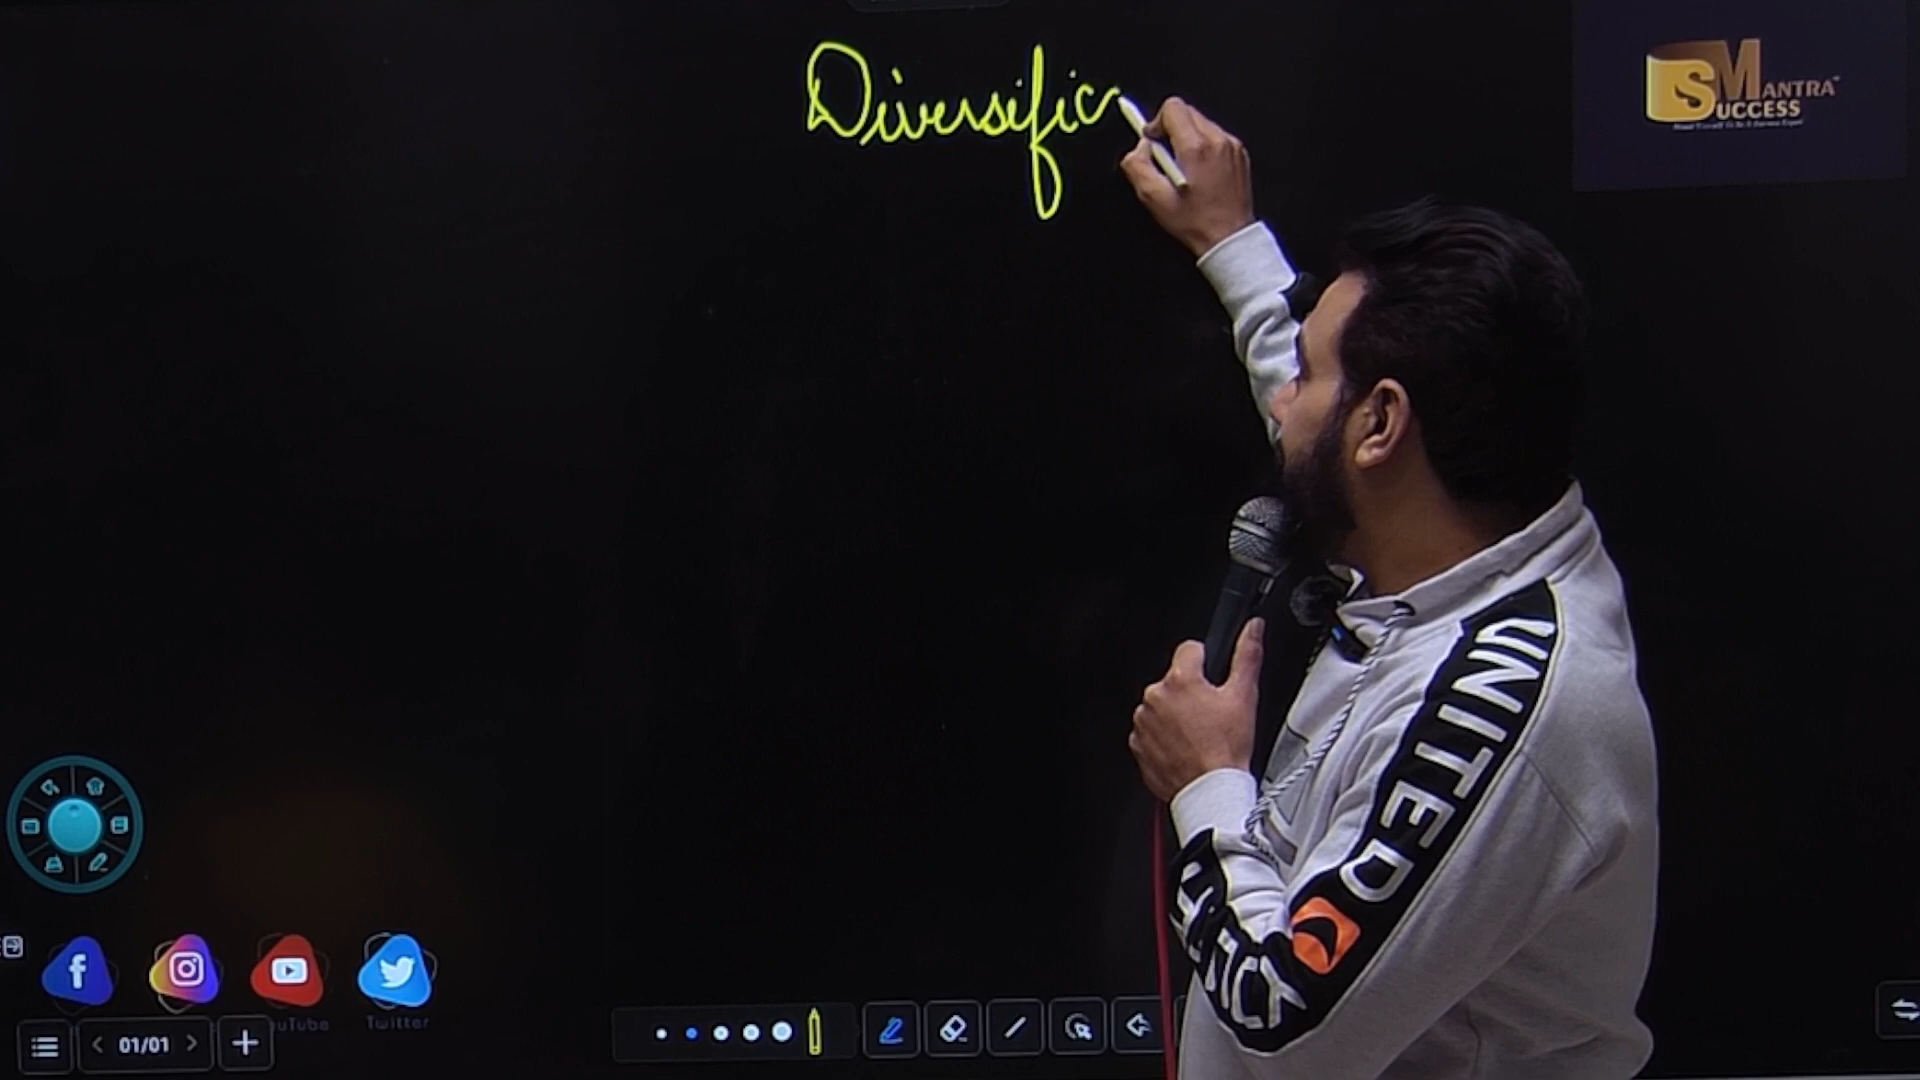 Diversific
SUCCESS MANTRA
UNITED
Twitter
01/01